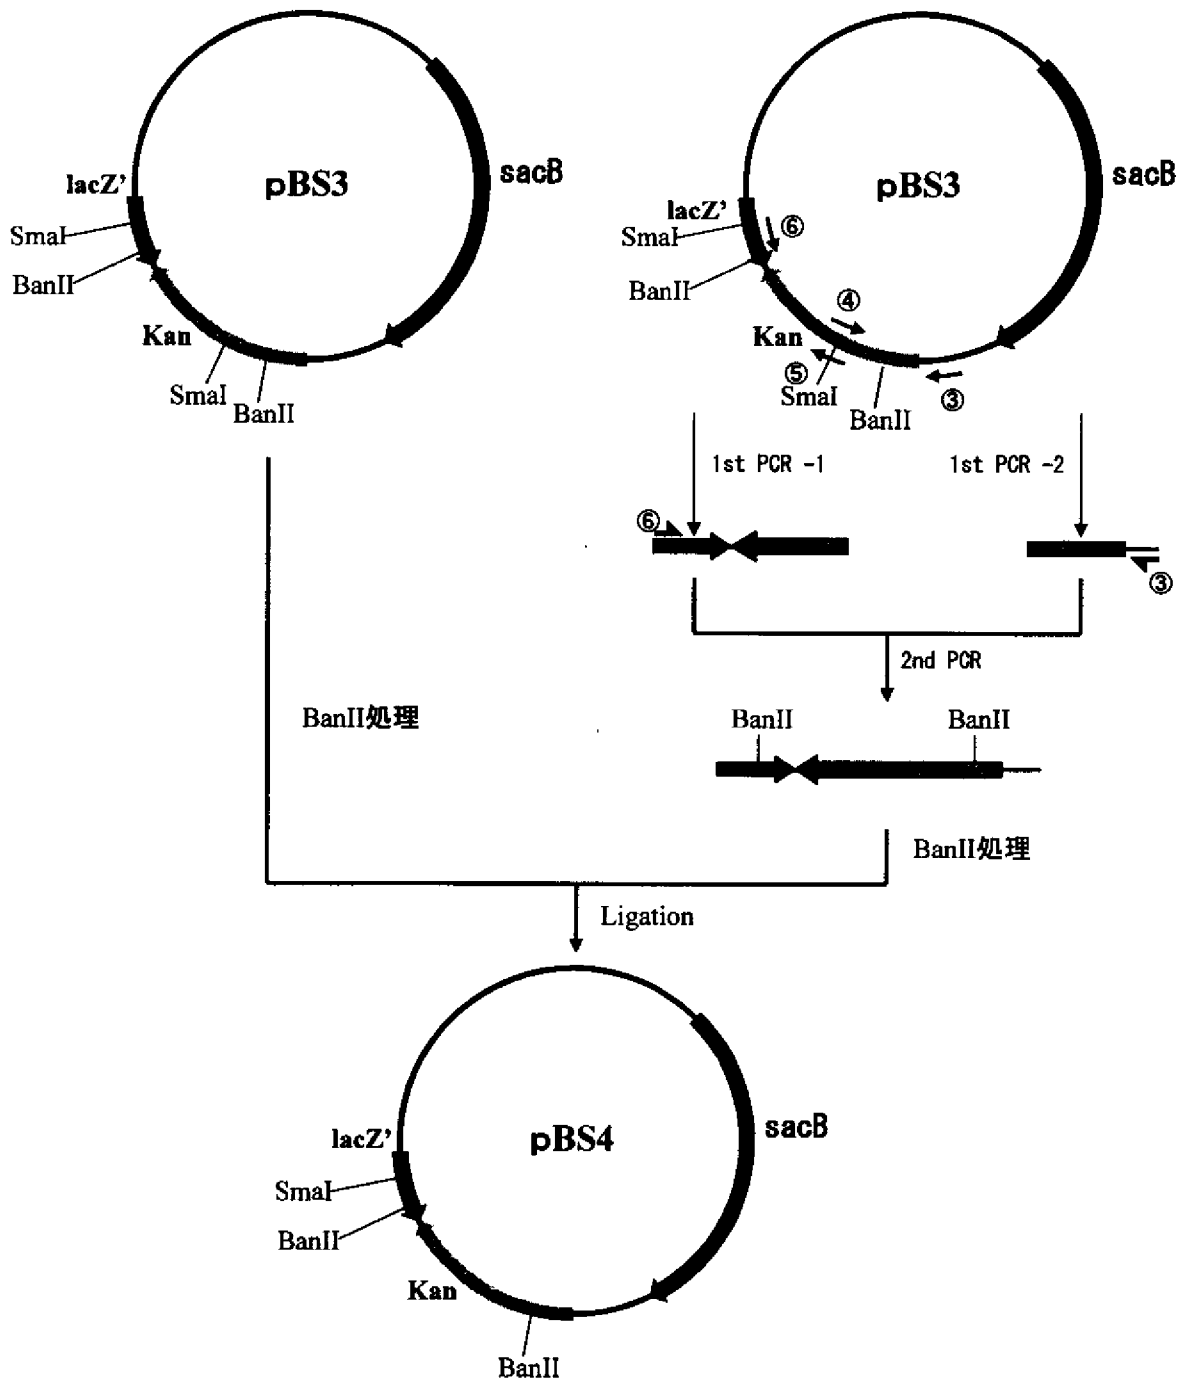 lacZ'
pBS3
sacB
SmaI
BanII
Kan
SmaI
BanII
lacZ'
pBS3
sacB
SmaI
⑥
BanII
④
Kan
⑤
SmaI
③
BanII
1st PCR -1
1st PCR -2
⑥
③
2nd PCR
BanII処理
BanII
BanII
BanII処理
Ligation
lacZ'
pBS4
sacB
SmaI
BanII
Kan
BanII